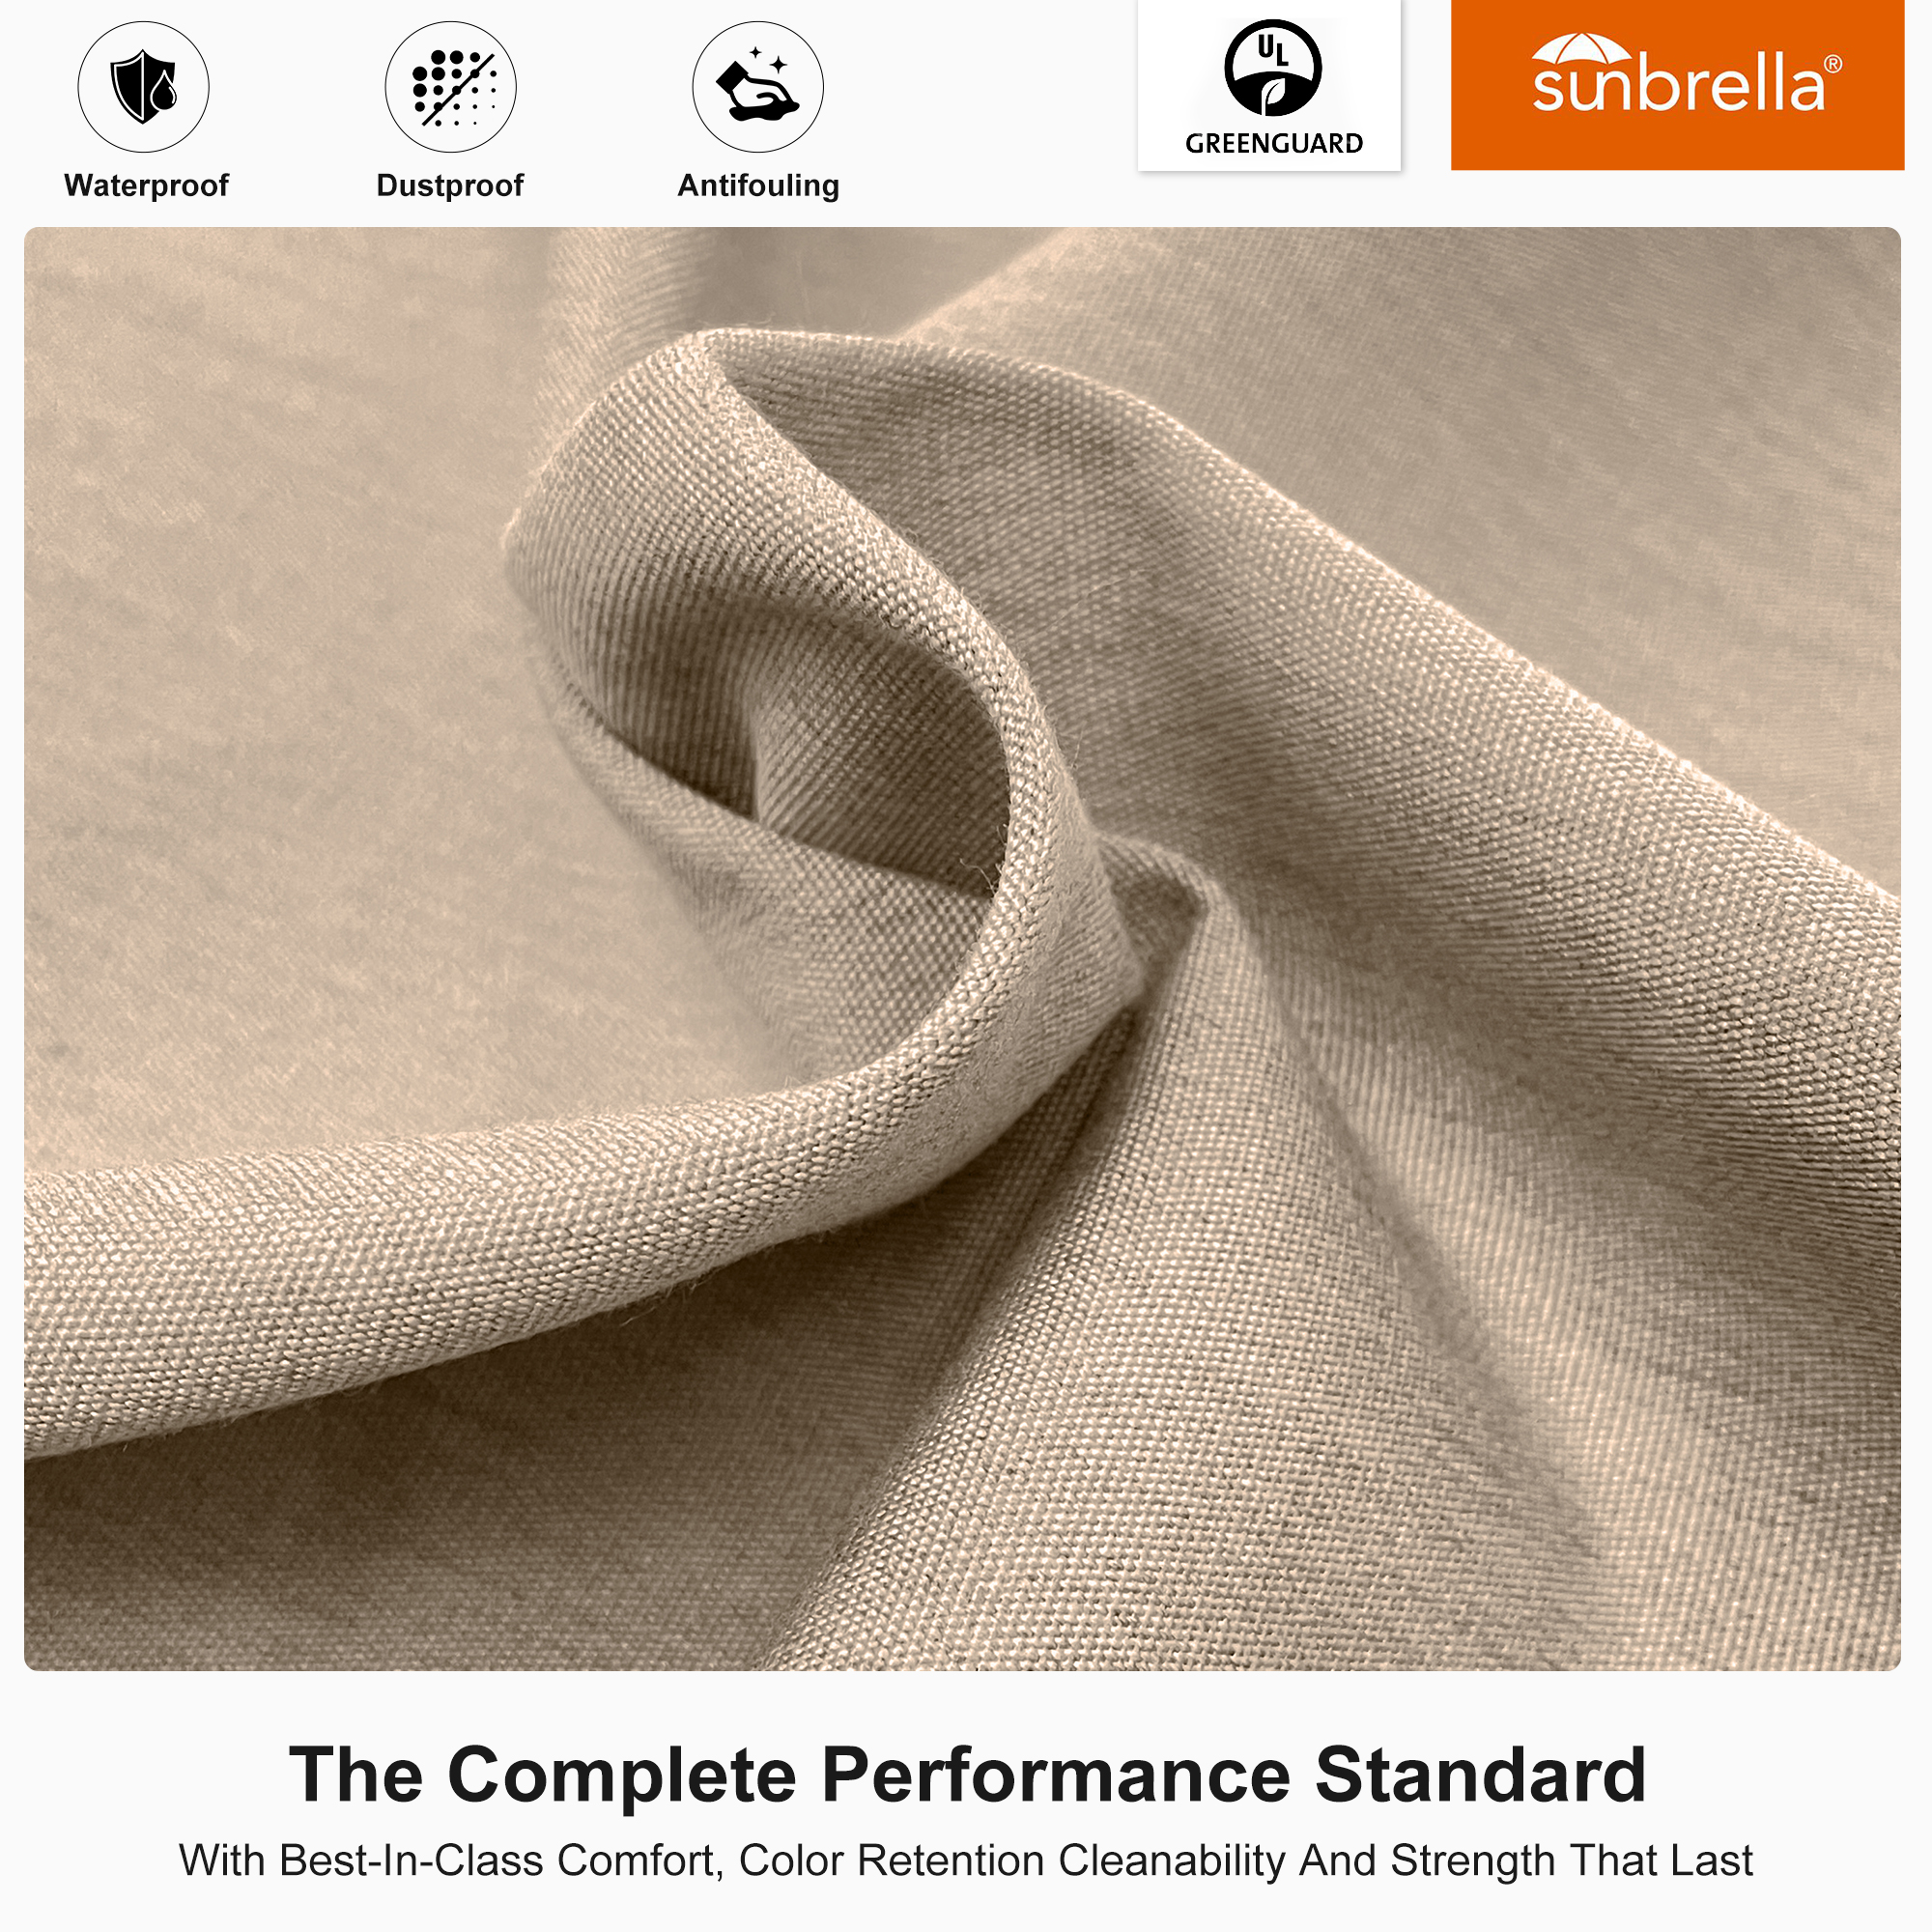 Waterproof
Dustproof
Antifouling
UL
GREENGUARD
sunbrella®
The Complete Performance Standard
With Best-In-Class Comfort, Color Retention Cleanability And Strength That Last